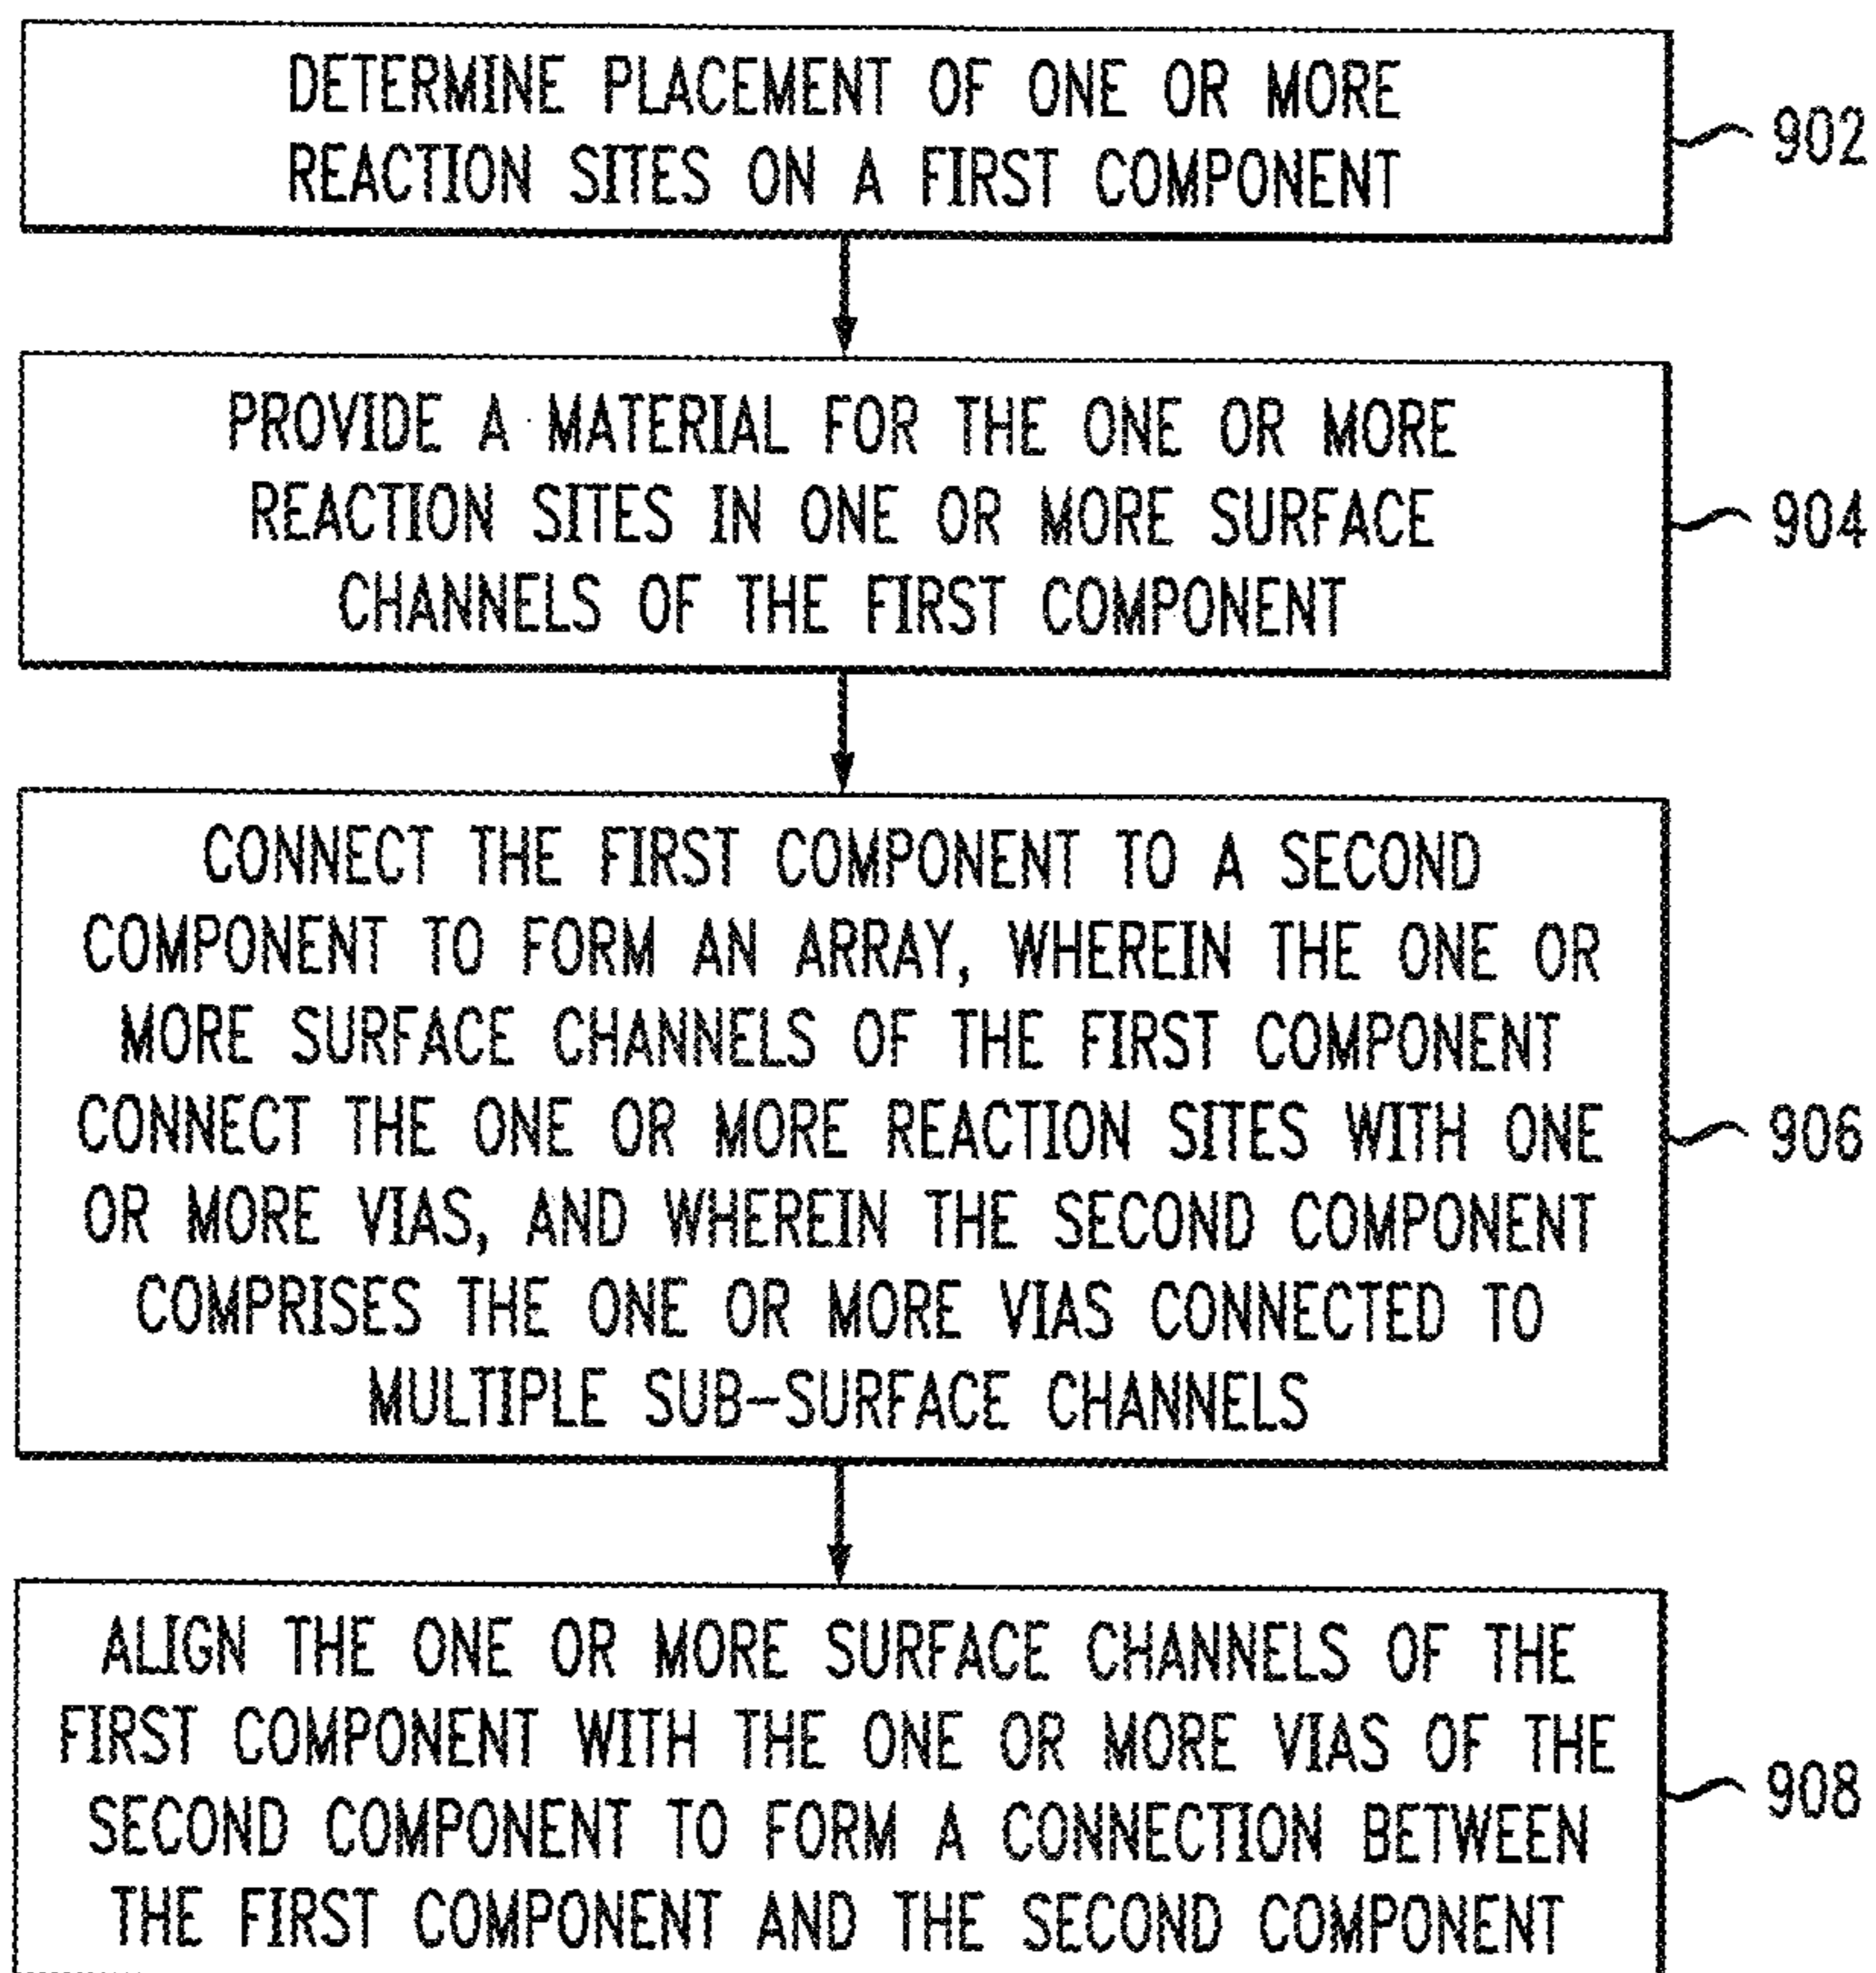 DETERMINE PLACEMENT OF ONE OR MORE
REACTION SITES ON A FIRST COMPONENT
902
PROVIDE A MATERIAL FOR THE ONE OR MORE
REACTION SITES IN ONE OR MORE SURFACE
CHANNELS OF THE FIRST COMPONENT
904
CONNECT THE FIRST COMPONENT TO A SECOND
COMPONENT TO FORM AN ARRAY, WHEREIN THE ONE OR
MORE SURFACE CHANNELS OF THE FIRST COMPONENT
CONNECT THE ONE OR MORE REACTION SITES WITH ONE
OR MORE VIAS, AND WHEREIN THE SECOND COMPONENT
COMPRISES THE ONE OR MORE VIAS CONNECTED TO
MULTIPLE SUB-SURFACE CHANNELS
906
ALIGN THE ONE OR MORE SURFACE CHANNELS OF THE
FIRST COMPONENT WITH THE ONE OR MORE VIAS OF THE
SECOND COMPONENT TO FORM A CONNECTION BETWEEN
THE FIRST COMPONENT AND THE SECOND COMPONENT
908